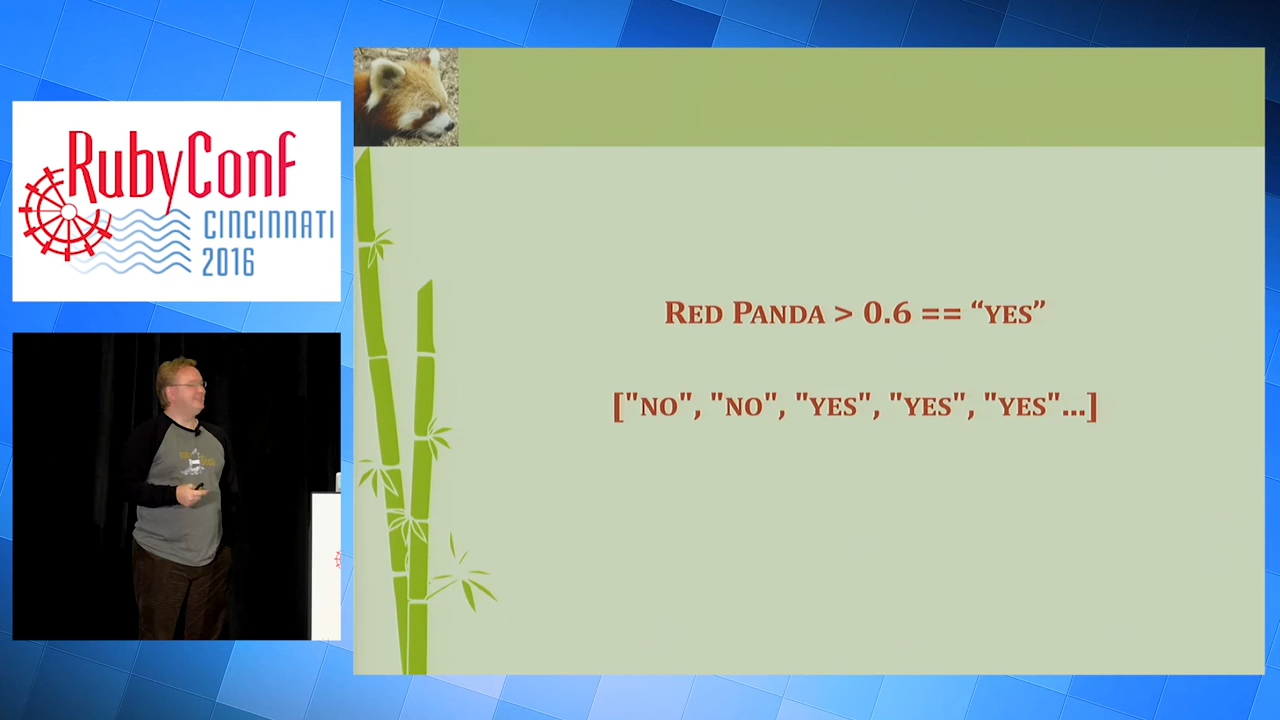 RubyConf
CINCINNATI
2016
RED PANDA > 0.6 == “YES”
["NO", "NO", "YES", "YES", "YES"...]